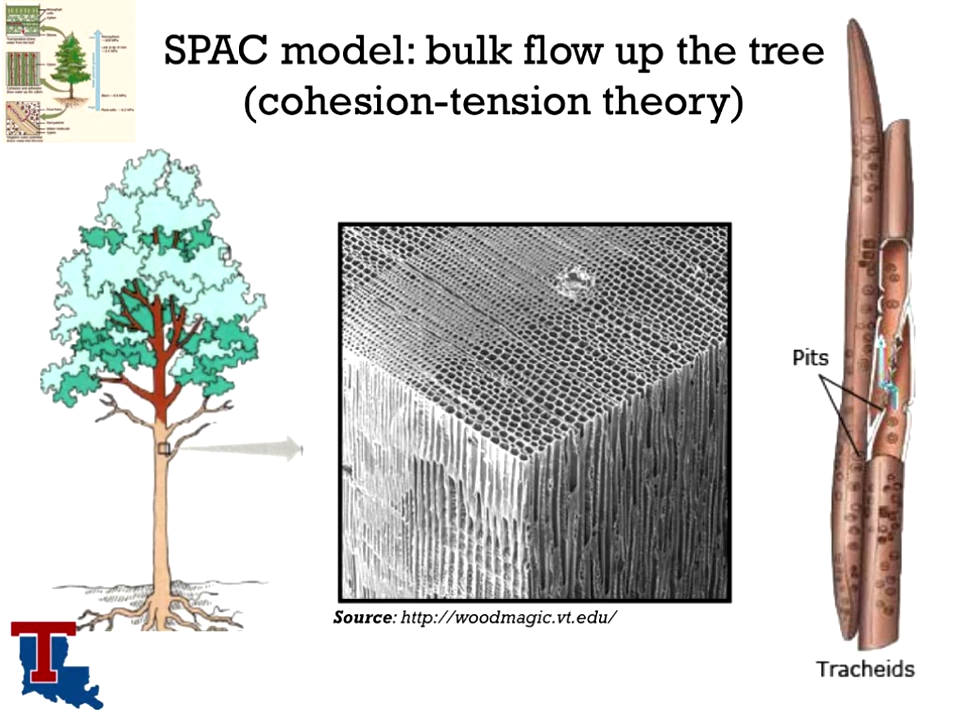 SPAC model: bulk flow up the tree
(cohesion-tension theory)
Pits
Source: http://woodmagic.vt.edu/
T
Tracheids